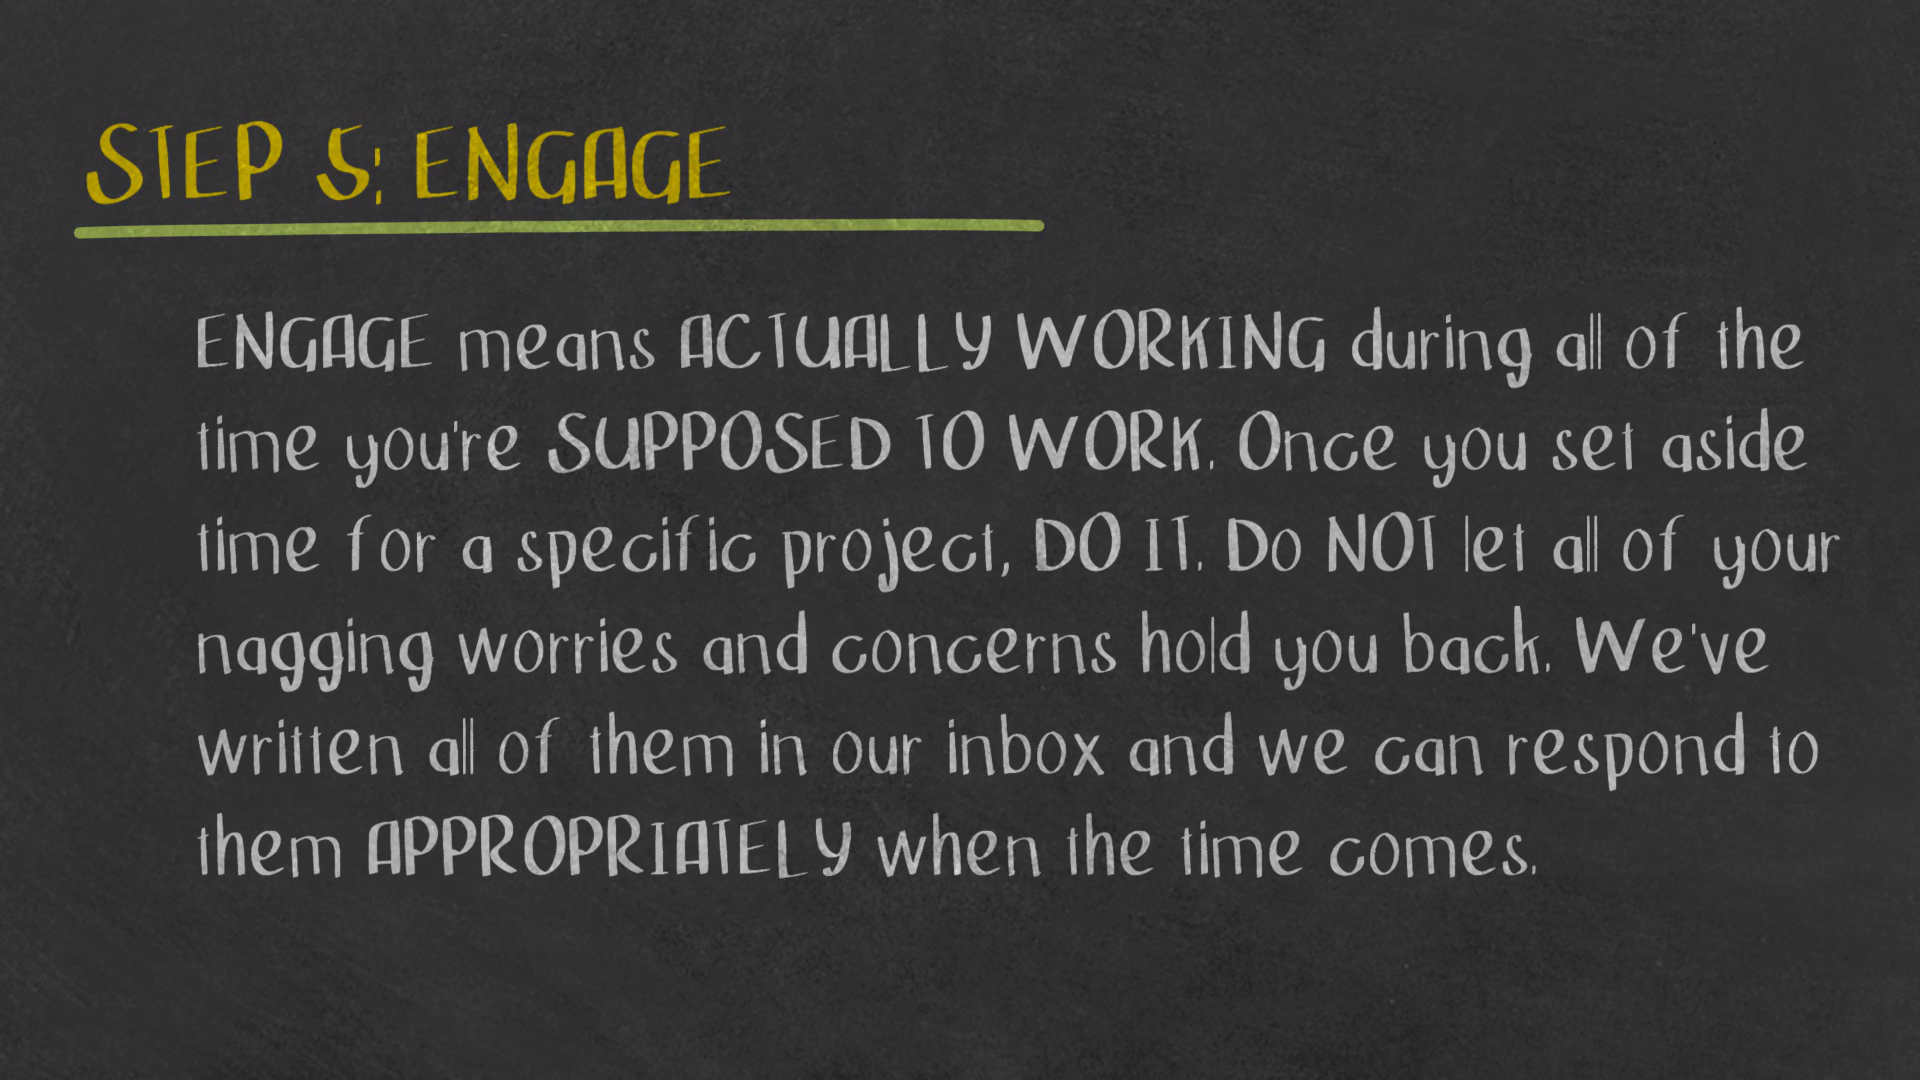 STEP 5: ENGAGE
ENGAGE means ACTUALLY WORKING during all of the
time you're SUPPOSED TO WORK. Once you set aside
time for a specific project, DO IT. Do NOT let all of your
nagging worries and concerns hold you back. We've
written all of them in our inbox and we can respond to
them APPROPRIATELY when the time comes.